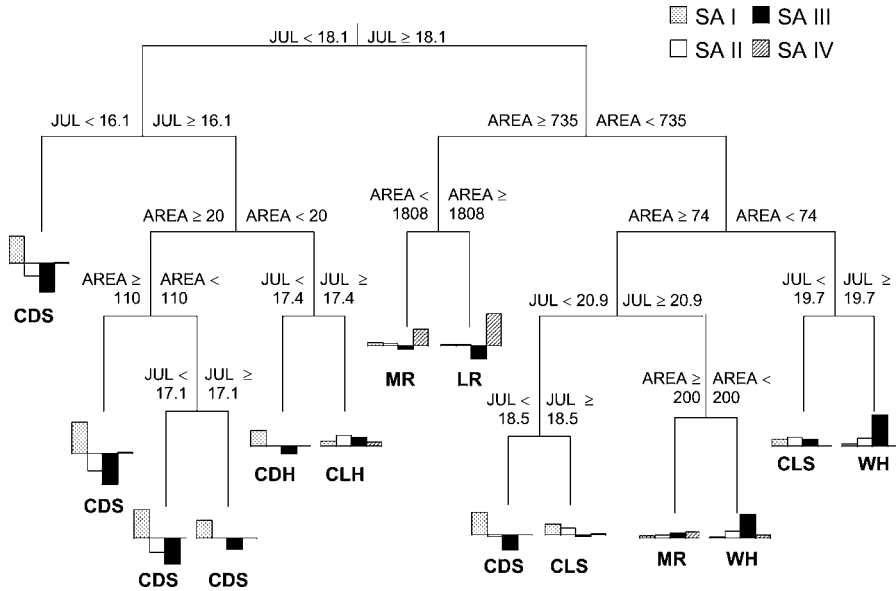 SA I
SA III
SA II
SA IV
JUL < 18.1
JUL ≥ 18.1
JUL < 16.1
JUL ≥ 16.1
AREA ≥ 735
AREA < 735
AREA <
1808
AREA ≥
1808
AREA ≥ 20
AREA < 20
AREA ≥ 74
AREA < 74
CDS
AREA ≥
110
AREA <
110
JUL <
17.4
JUL ≥
17.4
JUL < 20.9
JUL ≥ 20.9
JUL <
19.7
JUL ≥
19.7
JUL <
17.1
JUL ≥
17.1
MR
LR
JUL <
18.5
JUL ≥
18.5
AREA ≥
200
AREA <
200
CDS
CDH
CLH
CLS
WH
CDS
CDS
CDS
CLS
MR
WH